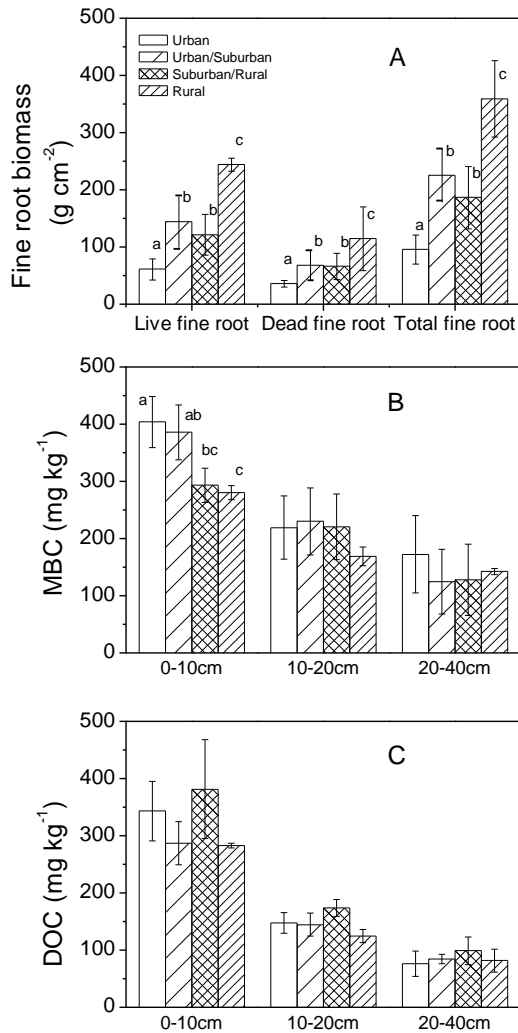 500
400
300
200
100
0
Fine root biomass
(g cm⁻²)
Urban
Urban/Suburban
Suburban/Rural
Rural
A
a
b
b
c
a
b
b
c
a
b
b
c
Live fine root Dead fine root Total fine root
500
400
300
200
100
0
MBC (mg kg⁻¹)
B
a
ab
bc
c
0-10cm 10-20cm 20-40cm
500
400
300
200
100
0
DOC (mg kg⁻¹)
C
0-10cm 10-20cm 20-40cm